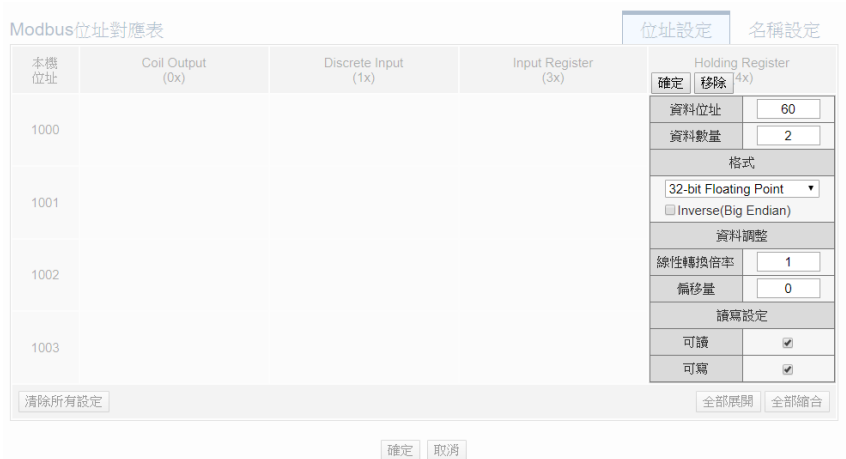 Modbus位址對應表
位址設定 名稱設定
本機位址 Coil Output (0x) Discrete Input (1x) Input Register (3x) Holding Register (4x)
確定 移除
1000
1001
1002
1003
資料位址 60
資料數量 2
格式
32-bit Floating Point
Inverse(Big Endian)
資料調整
線性轉換倍率 1
偏移量 0
讀寫設定
可讀
可寫
清除所有設定 全部展開 全部縮合
確定 取消